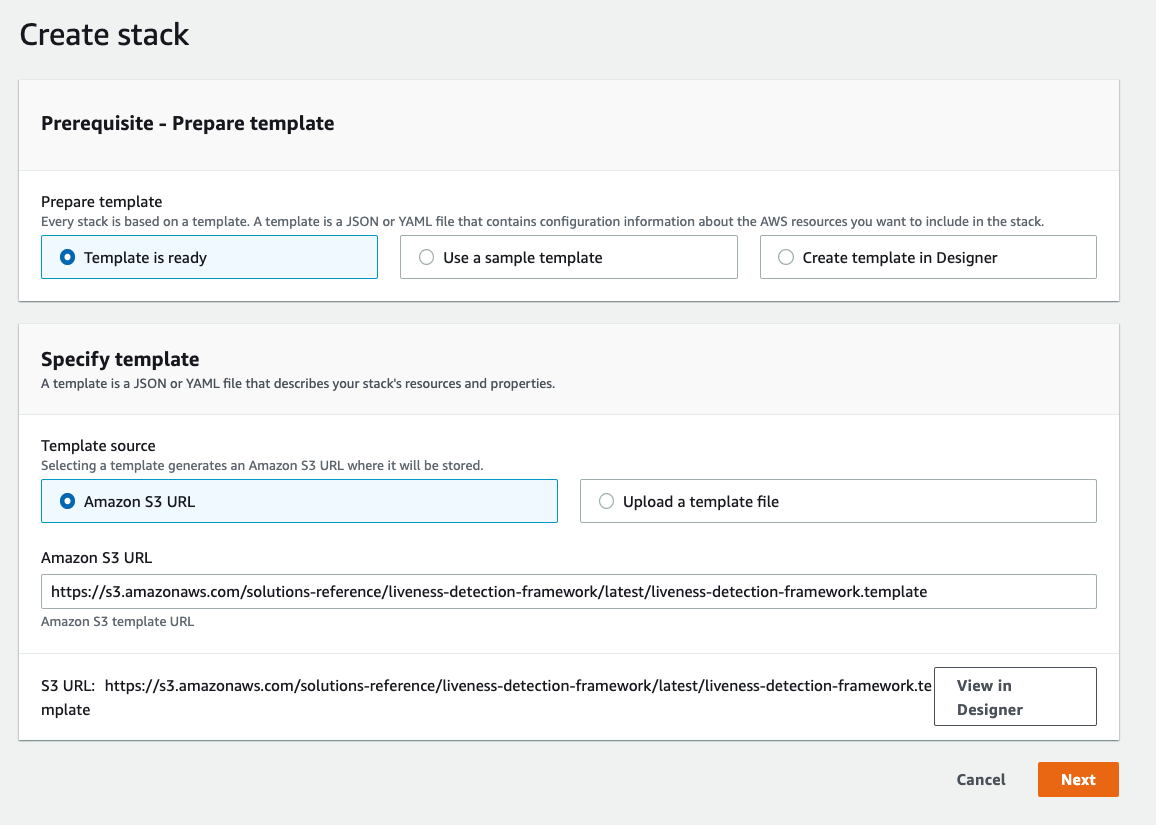 Create stack
Prerequisite - Prepare template
Prepare template
Every stack is based on a template. A template is a JSON or YAML file that contains configuration information about the AWS resources you want to include in the stack.
Template is ready
Use a sample template
Create template in Designer
Specify template
A template is a JSON or YAML file that describes your stack's resources and properties.
Template source
Selecting a template generates an Amazon S3 URL where it will be stored.
Amazon S3 URL
Upload a template file
Amazon S3 URL
https://s3.amazonaws.com/solutions-reference/liveness-detection-framework/latest/liveness-detection-framework.template
Amazon S3 template URL
S3 URL: https://s3.amazonaws.com/solutions-reference/liveness-detection-framework/latest/liveness-detection-framework.te
mplate
View in
Designer
Cancel
Next